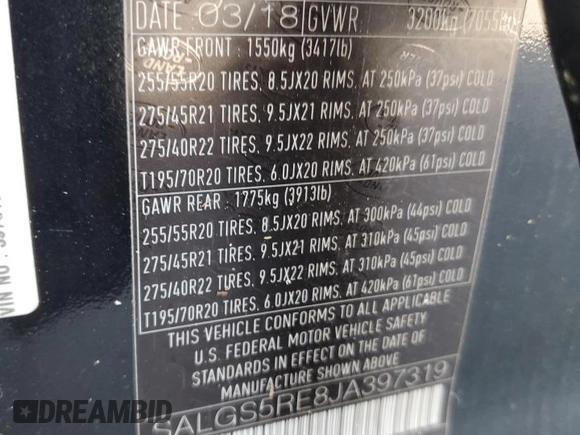 DATE 03/18 GVWR 3200kg (7055lb)
GAWR FRONT : 1550kg (3417lb)
255/55R20 TIRES, 8.5JX20 RIMS, AT 250kPa (37psi) COLD
275/45R21 TIRES, 9.5JX21 RIMS, AT 250kPa (37psi) COLD
275/40R22 TIRES, 9.5JX22 RIMS, AT 250kPa (37psi) COLD
T195/70R20 TIRES, 6.0JX20 RIMS, AT 420kPa (61psi) COLD
GAWR REAR : 1775kg (3913lb)
255/55R20 TIRES, 8.5JX20 RIMS, AT 300kPa (44psi) COLD
275/45R21 TIRES, 9.5JX21 RIMS, AT 310kPa (45psi) COLD
275/40R22 TIRES, 9.5JX22 RIMS, AT 310kPa (45psi) COLD
T195/70R20 TIRES, 6.0JX20 RIMS, AT 420kPa (61psi) COLD
THIS VEHICLE CONFORMS TO ALL APPLICABLE
U.S. FEDERAL MOTOR VEHICLE SAFETY
STANDARDS IN EFFECT ON THE DATE OF
MANUFACTURE SHOWN ABOVE.
SALGS5RE8JA397319
VIN NO :
EPICVIN